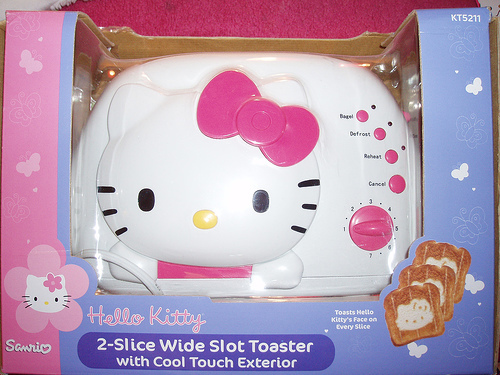 KT5211
Bagel
Defrost
Reheat
Cancel
1 2 3 4 5 6 7
Hello Kitty
Sanrio
2-Slice Wide Slot Toaster
with Cool Touch Exterior
Toasts Hello
Kitty's Face on
Every Slice